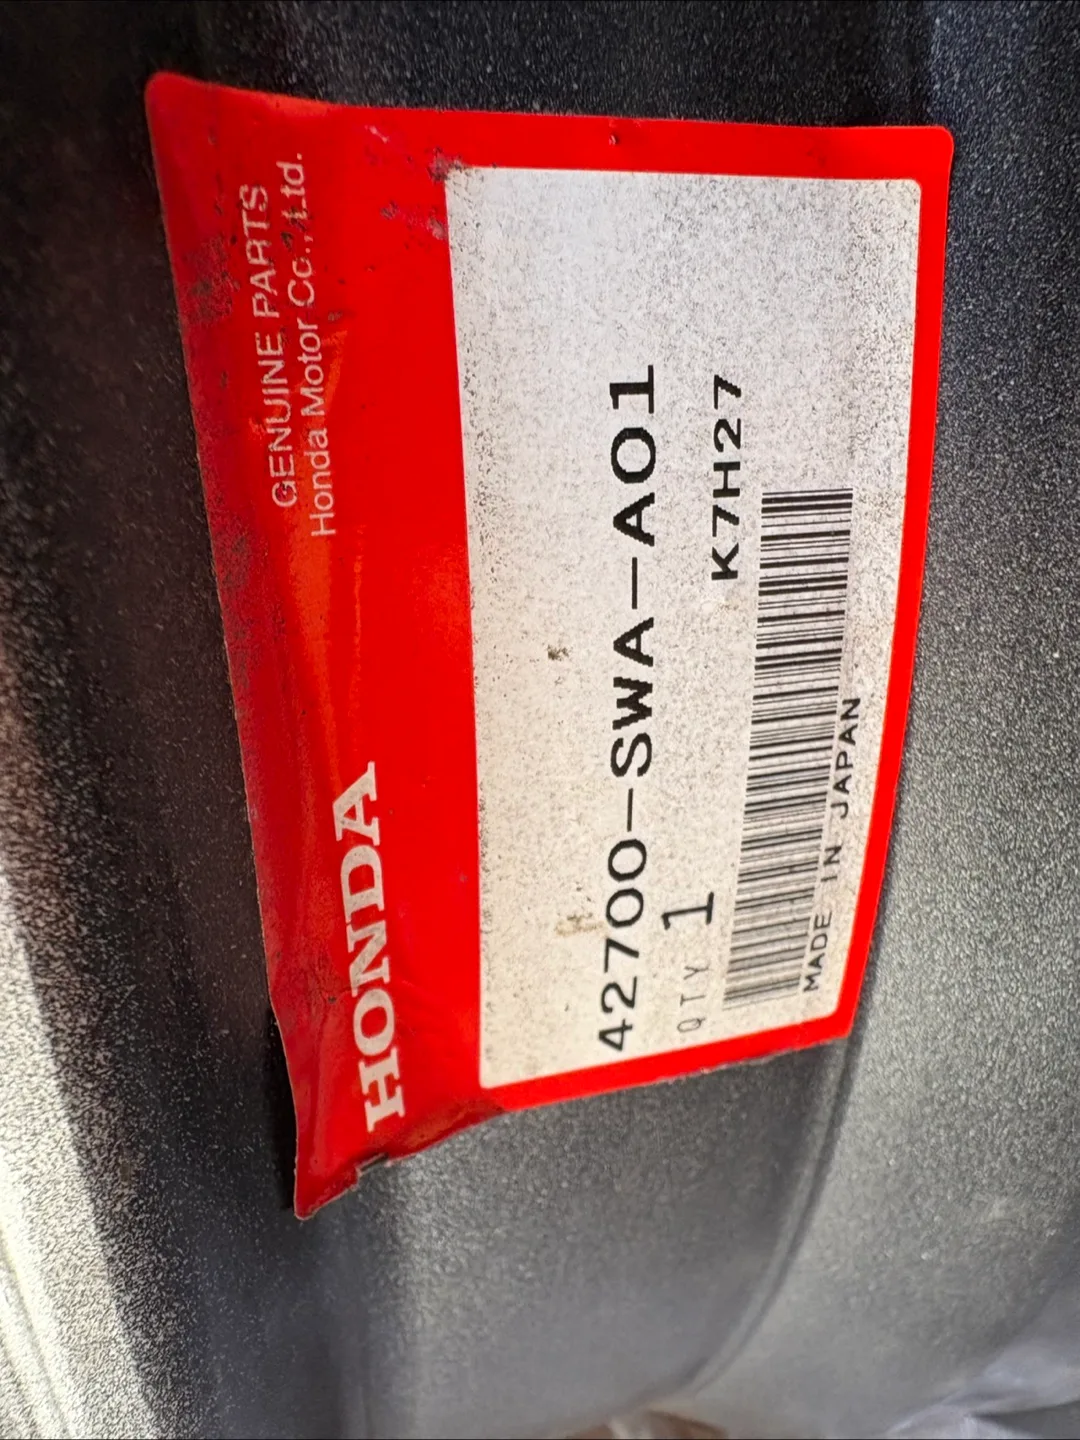 HONDA
GENUINE PARTS
Honda Motor Co., Ltd.
42700-SWA-A01
QTY 1
K7H27
MADE IN JAPAN